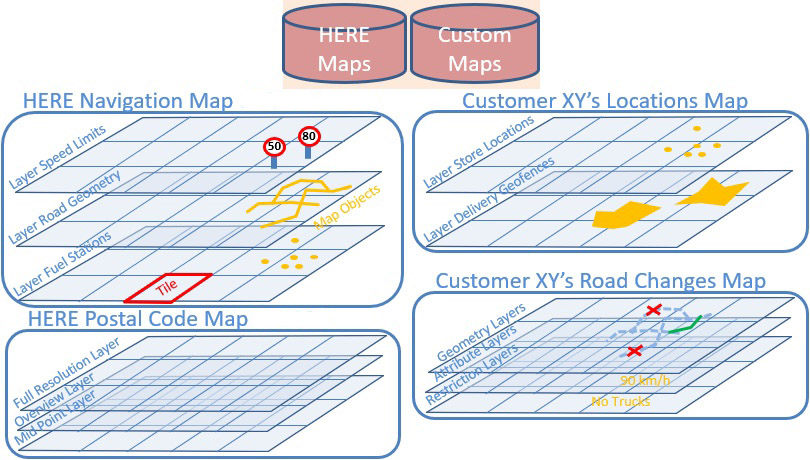 HERE
Maps
Custom
Maps
HERE Navigation Map
Layer Speed Limits
50
80
Layer Road Geometry
Map Objects
Layer Fuel Stations
Tile
HERE Postal Code Map
Full Resolution Layer
Overview Layer
Mid Point Layer
Customer XY's Locations Map
Layer Store Locations
Layer Delivery Geofences
Customer XY's Road Changes Map
Geometry Layers
Attribute Layers
Restriction Layers
90 km/h
No Trucks